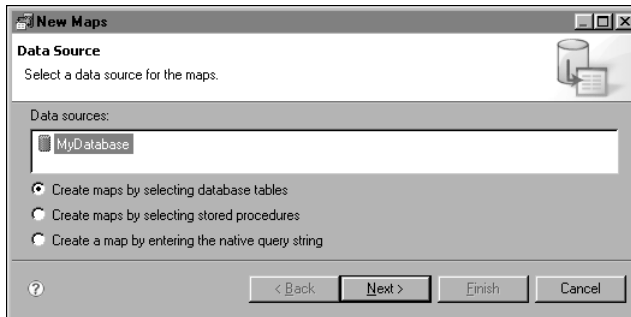 New Maps
Data Source
Select a data source for the maps.
Data sources:
MyDatabase
Create maps by selecting database tables
Create maps by selecting stored procedures
Create a map by entering the native query string
? < Back Next > Finish Cancel